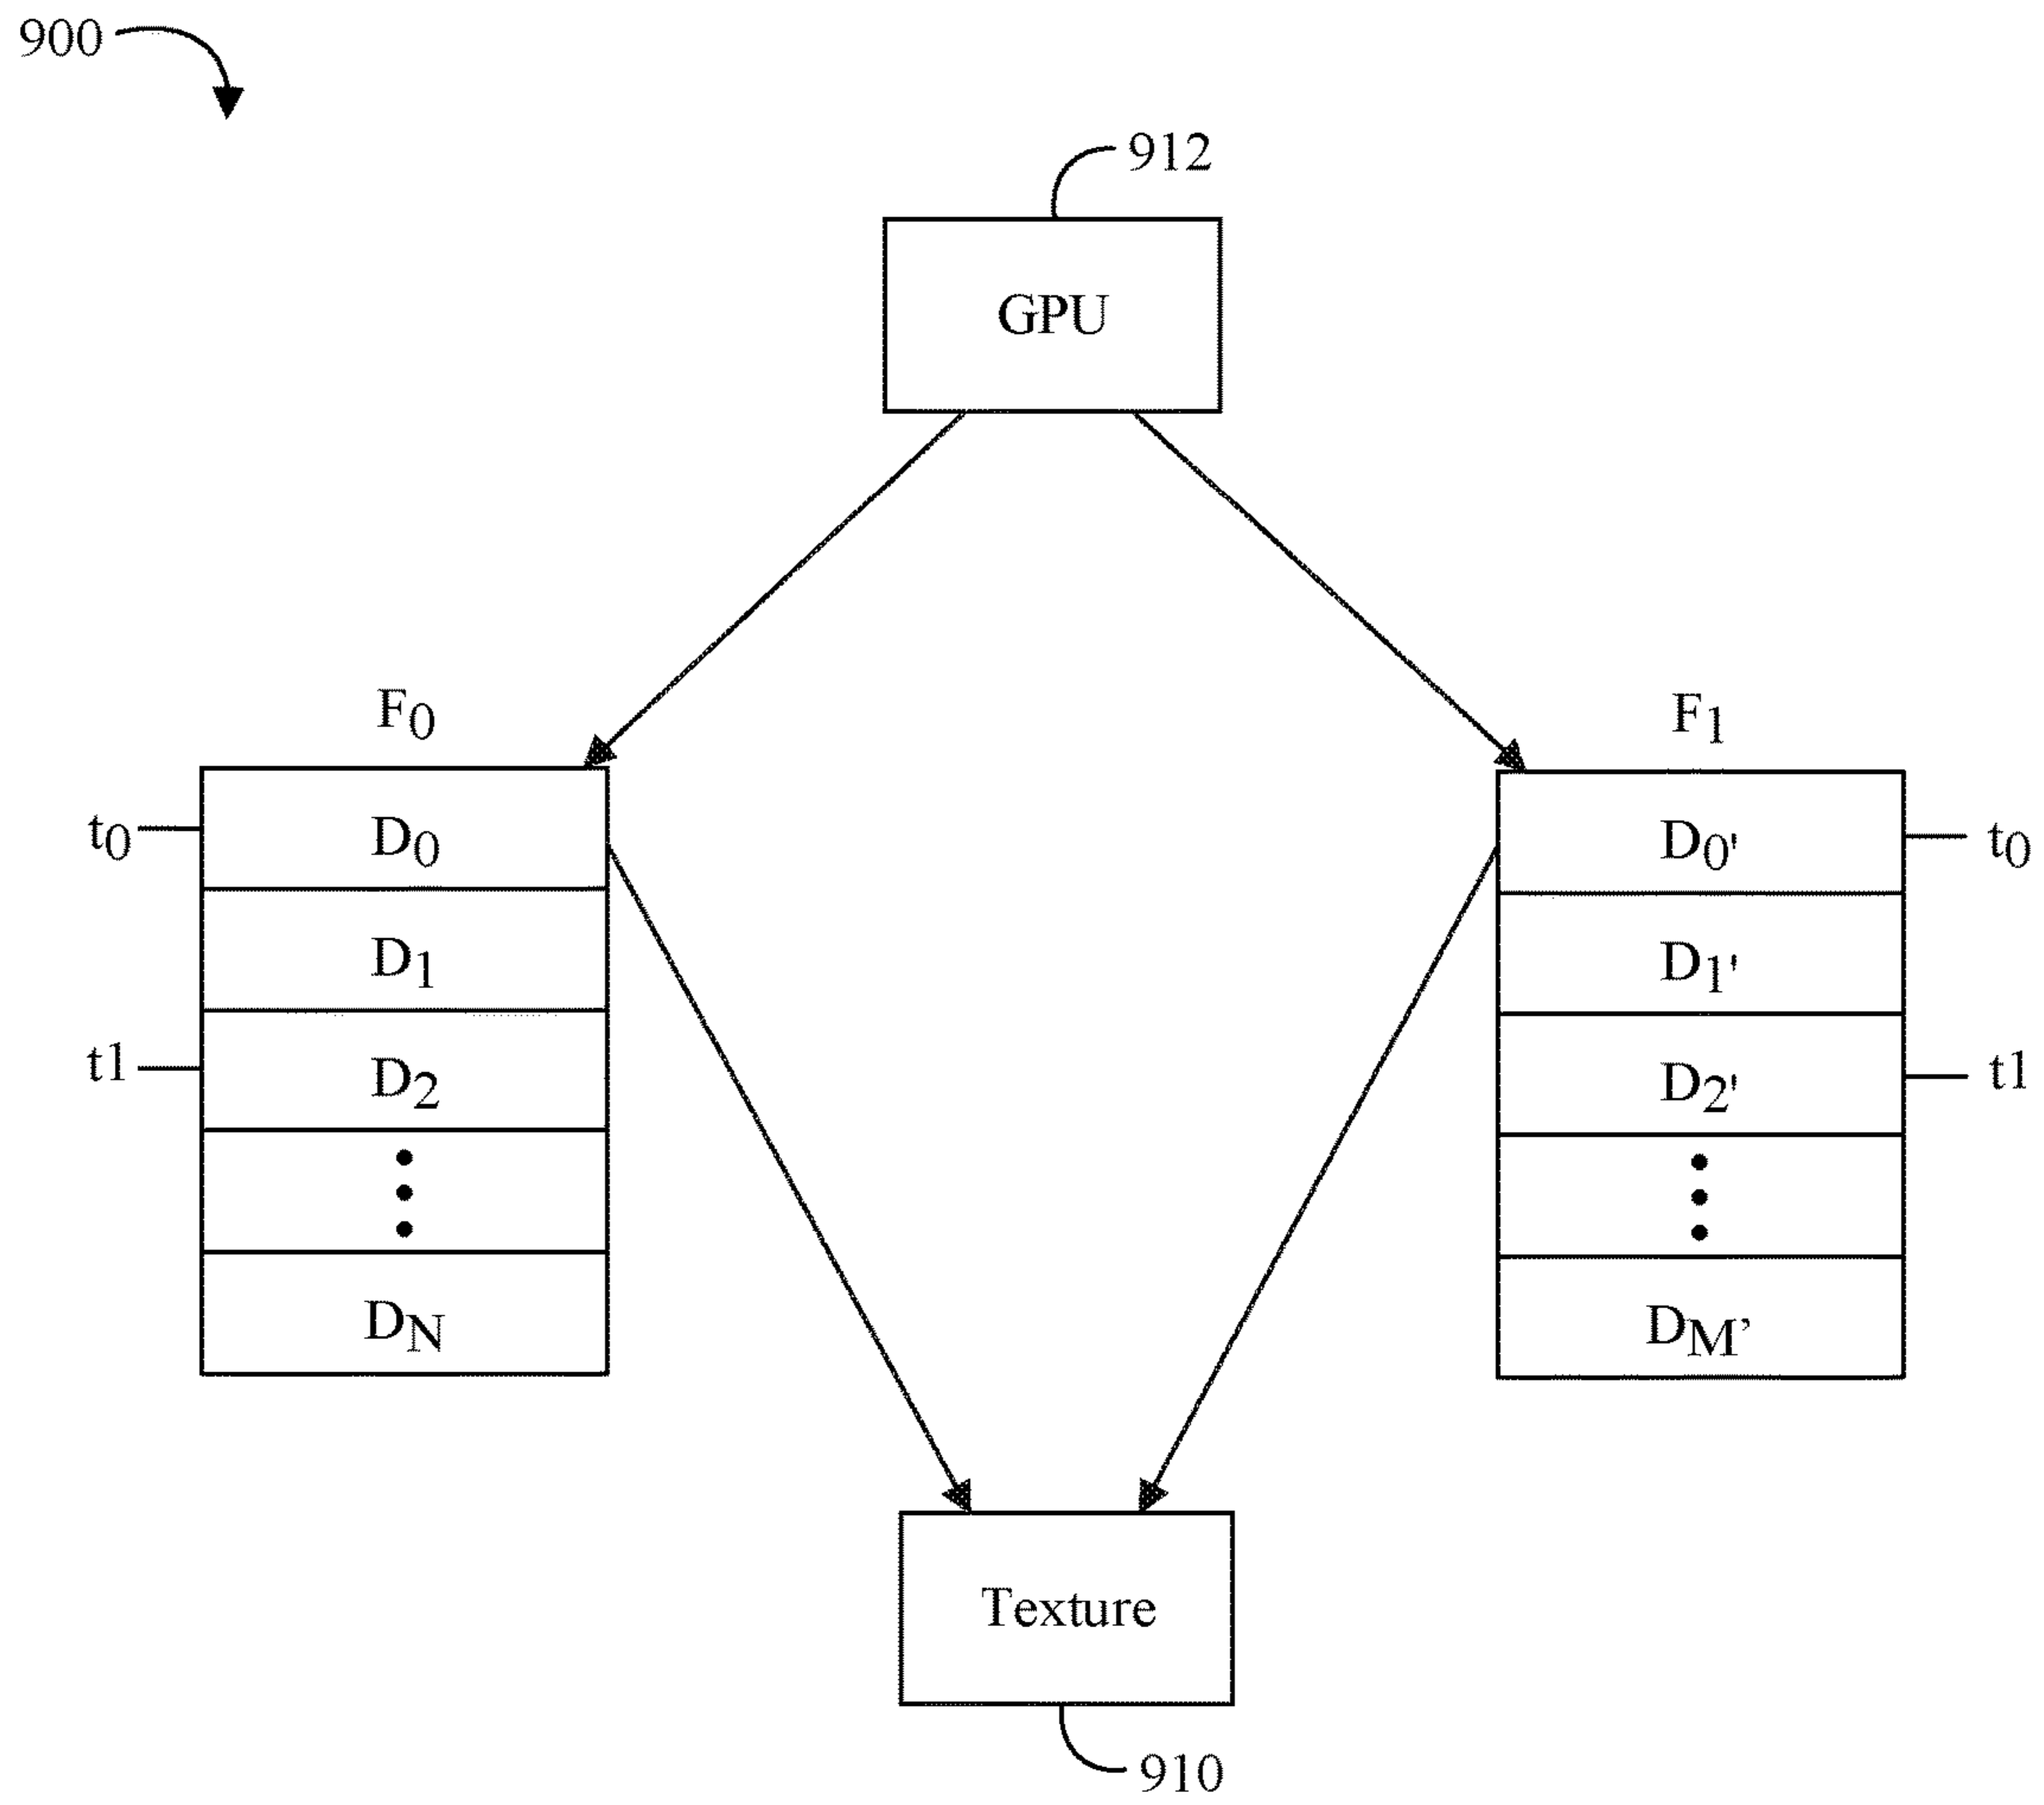 900
912
GPU
F0
F1
t0
D0
D0'
t0
D1
D1'
t1
D2
D2'
t1
DN
DM’
Texture
910